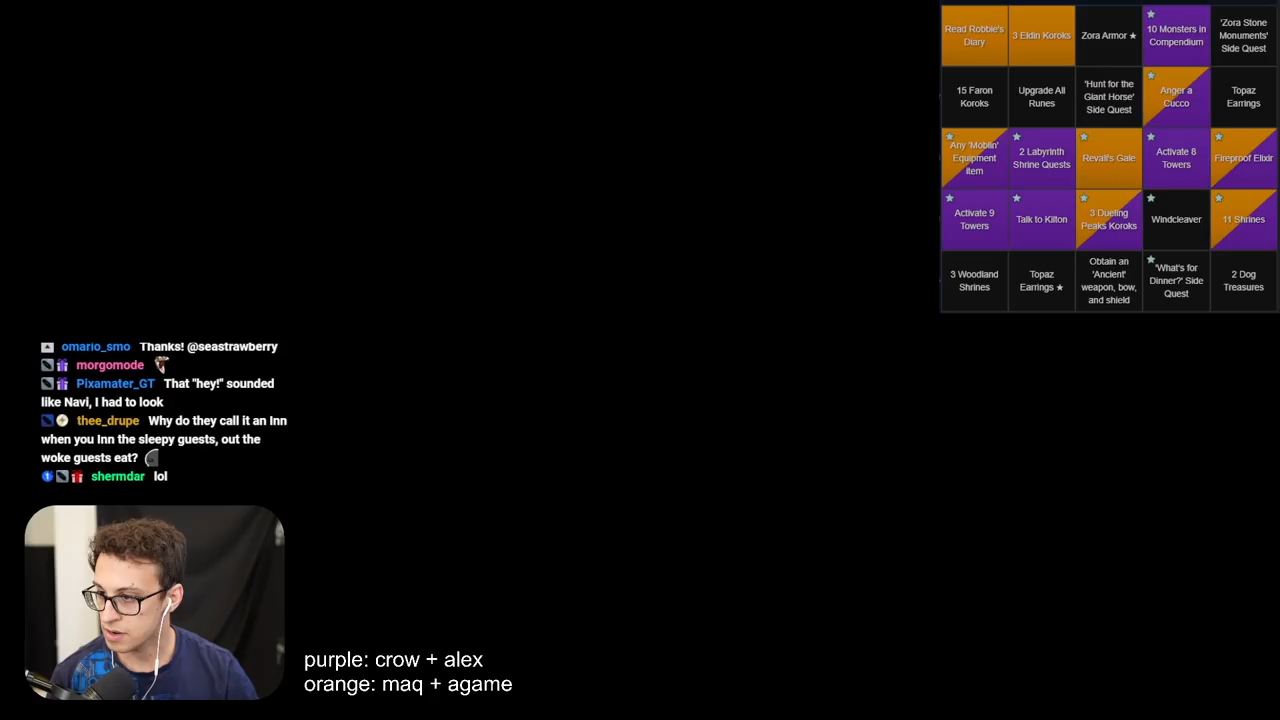 Read Robbie's
Diary
3 Eldin Koroks
Zora Armor ★
10 Monsters in
Compendium
'Zora Stone
Monuments'
Side Quest
15 Faron
Koroks
Upgrade All
Runes
'Hunt for the
Giant Horse'
Side Quest
Anger a
Cucco
Topaz
Earrings
Any 'Moblin'
Equipment
Item
2 Labyrinth
Shrine Quests
Revali's Gale
Activate 8
Towers
Fireproof Elixir
Activate 9
Towers
Talk to Kilton
3 Dueling
Peaks Koroks
Windcleaver
11 Shrines
3 Woodland
Shrines
Topaz
Earrings ★
Obtain an
'Ancient'
weapon, bow,
and shield
'What's for
Dinner?' Side
Quest
2 Dog
Treasures
omario_smo Thanks! @seastrawberry
morgomode
Pixamater_GT That "hey!" sounded
like Navi, I had to look
thee_drupe Why do they call it an Inn
when you Inn the sleepy guests, out the
woke guests eat?
shermdar lol
purple: crow + alex
orange: maq + agame